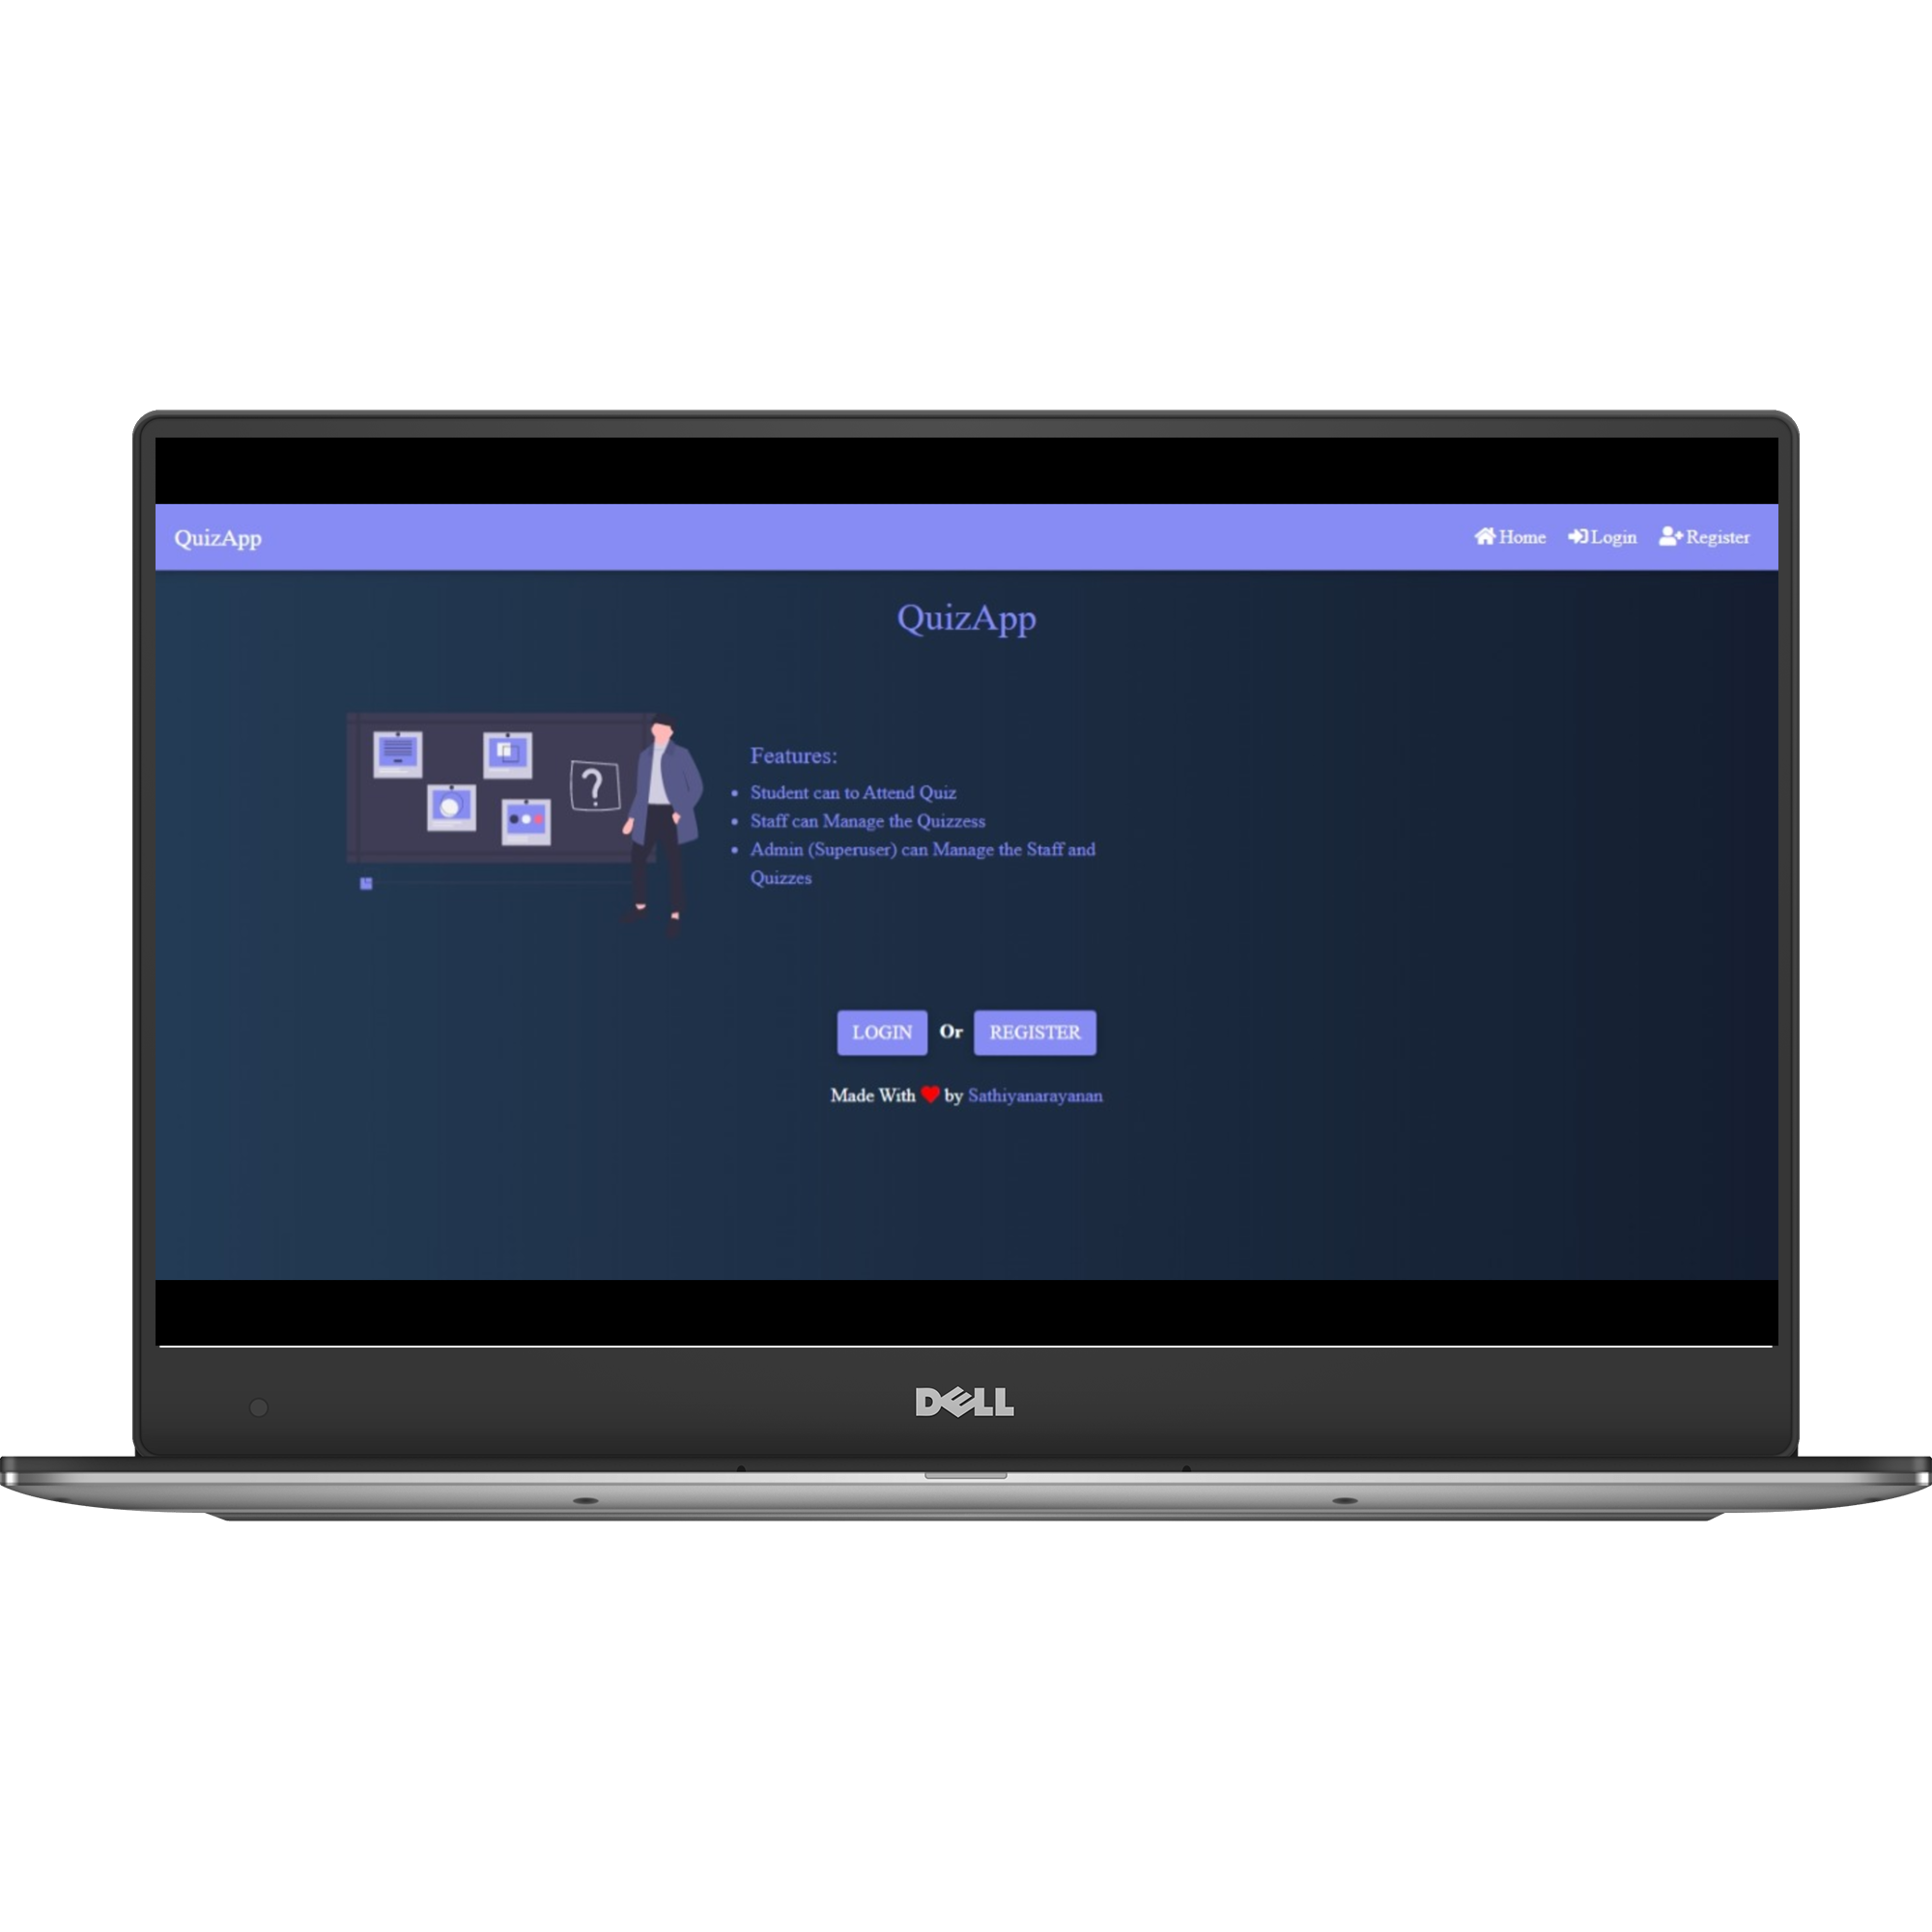 QuizApp
Home Login Register
QuizApp
?
Features:
Student can to Attend Quiz
Staff can Manage the Quizzess
Admin (Superuser) can Manage the Staff and
Quizzes
LOGIN Or REGISTER
Made With ❤ by Sathiyanarayanan
DELL